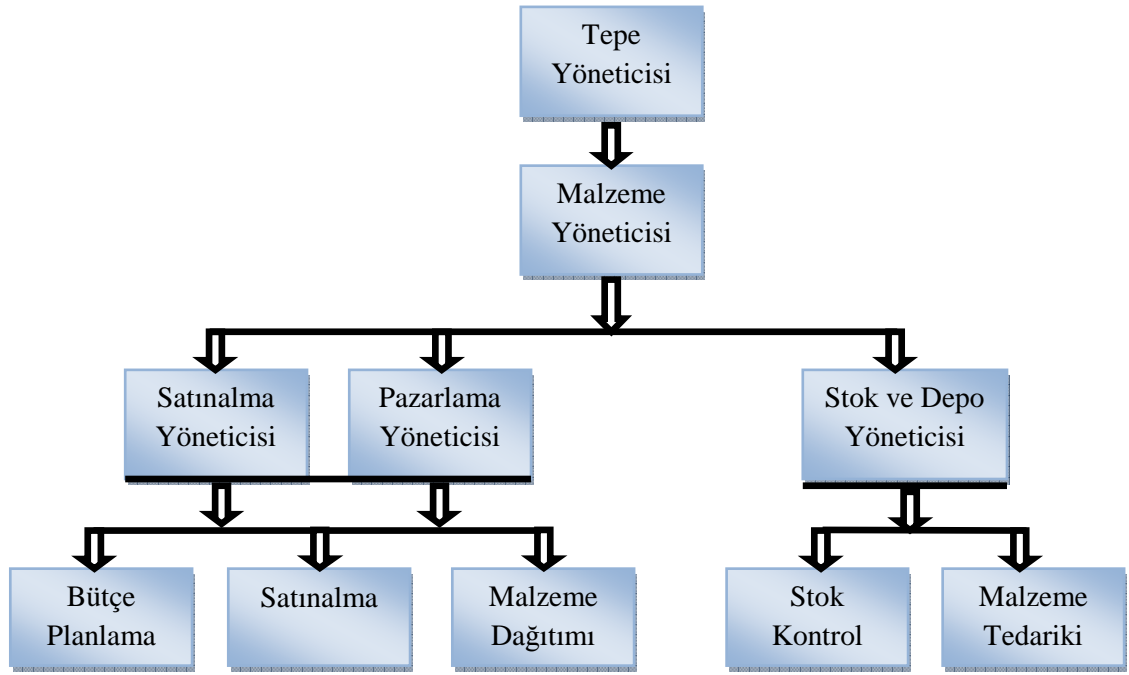 Tepe
Yöneticisi
Malzeme
Yöneticisi
Satınalma
Yöneticisi
Pazarlama
Yöneticisi
Stok ve Depo
Yöneticisi
Bütçe
Planlama
Satınalma
Malzeme
Dağıtımı
Stok
Kontrol
Malzeme
Tedariki